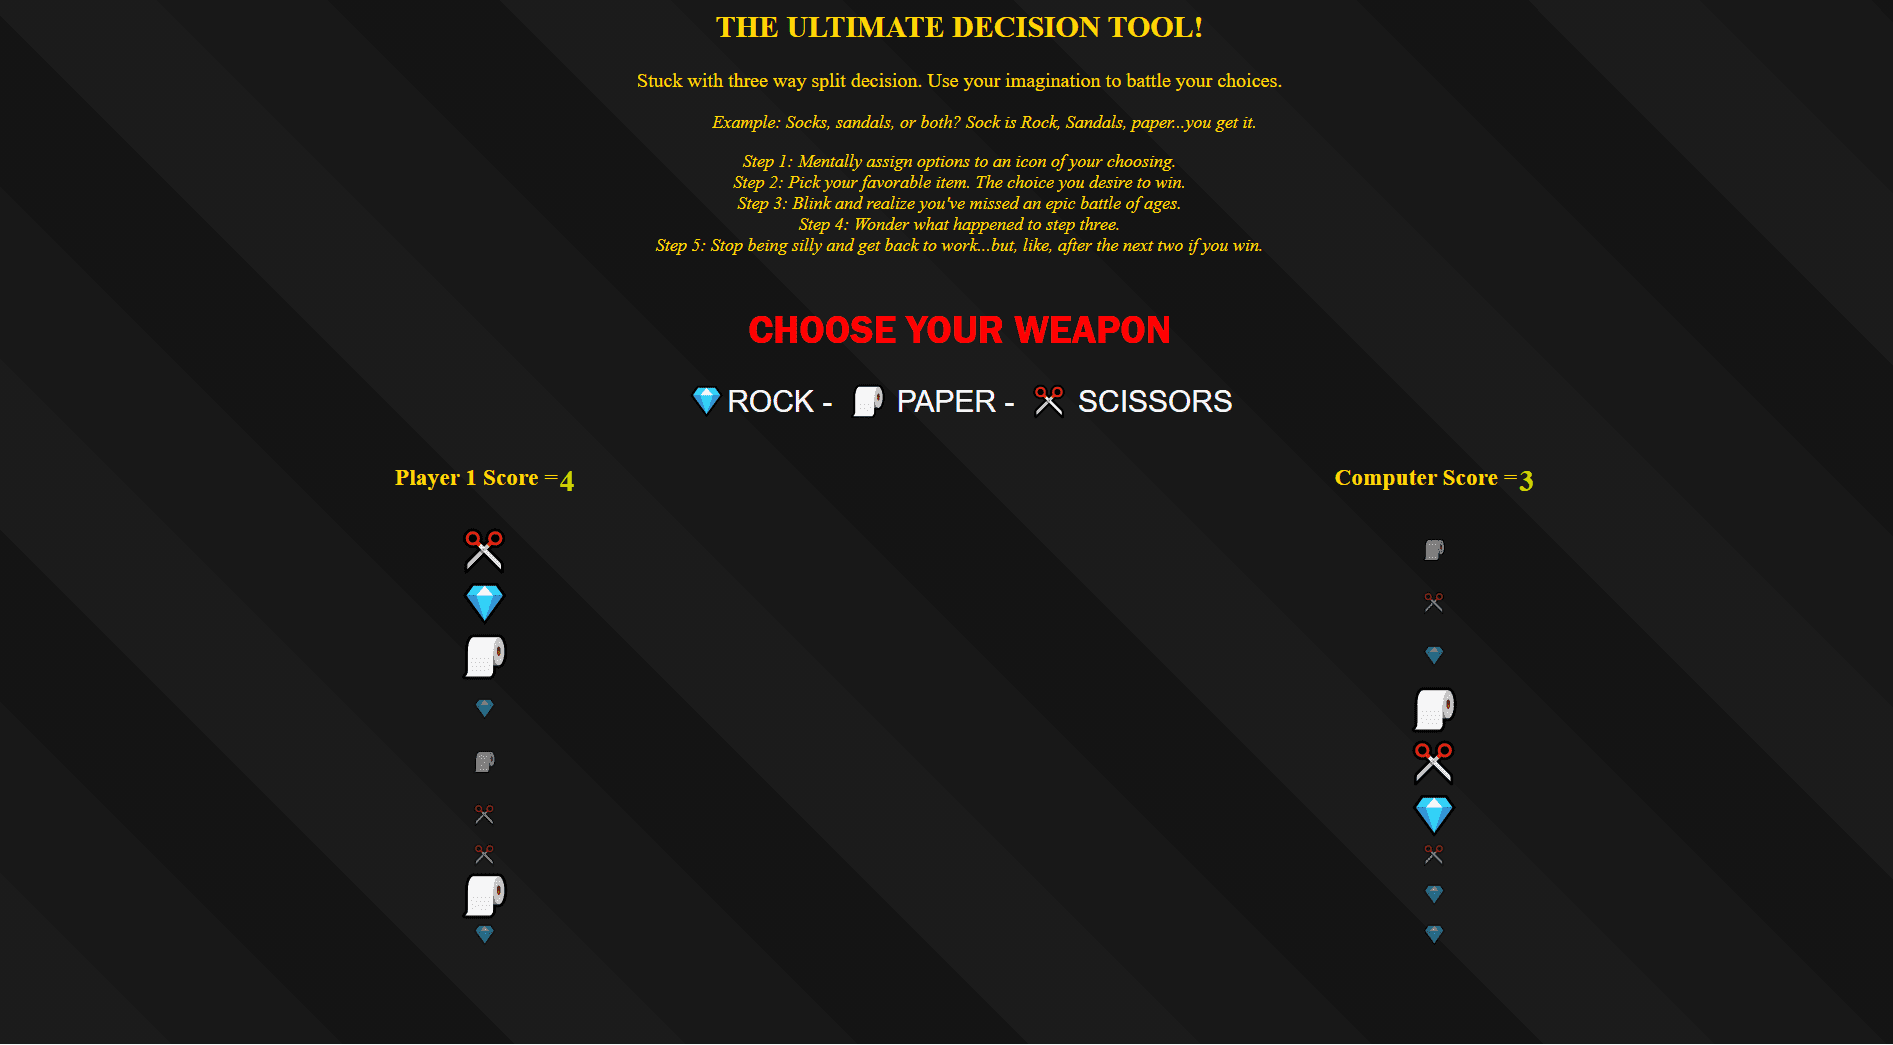 THE ULTIMATE DECISION TOOL!
Stuck with three way split decision. Use your imagination to battle your choices.
Example: Socks, sandals, or both? Sock is Rock, Sandals, paper...you get it.
Step 1: Mentally assign options to an icon of your choosing.
Step 2: Pick your favorable item. The choice you desire to win.
Step 3: Blink and realize you've missed an epic battle of ages.
Step 4: Wonder what happened to step three.
Step 5: Stop being silly and get back to work...but, like, after the next two if you win.
CHOOSE YOUR WEAPON
ROCK - PAPER - SCISSORS
Player 1 Score =4
Computer Score =3